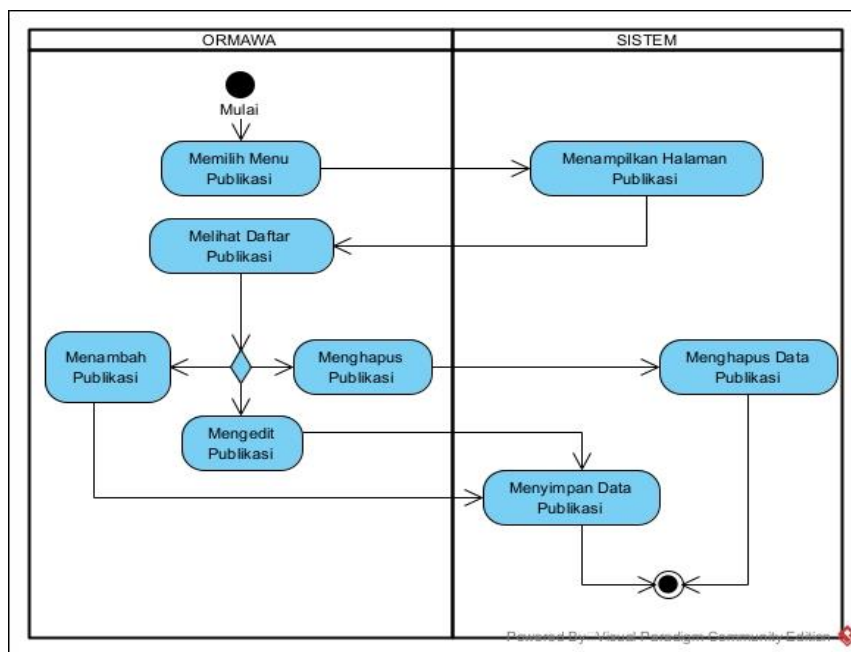 ORMAWA
SISTEM
Mulai
Memilih Menu
Publikasi
Menampilkan Halaman
Publikasi
Melihat Daftar
Publikasi
Menambah
Publikasi
Menghapus
Publikasi
Menghapus Data
Publikasi
Mengedit
Publikasi
Menyimpan Data
Publikasi
Powered By: Visual Paradigm Community Edition